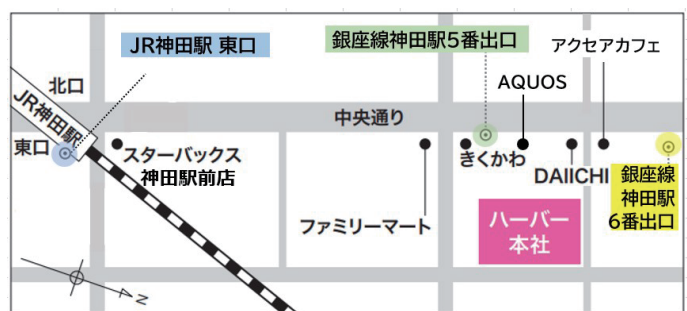 JR神田駅 東口
銀座線神田駅5番出口
アクセアカフェ
北口
AQUOS
JR神田駅
中央通り
東口
スターバックス
神田駅前店
きくかわ
DAIICHI
銀座線
神田駅
6番出口
ファミリーマート
ハーバー
本社
N